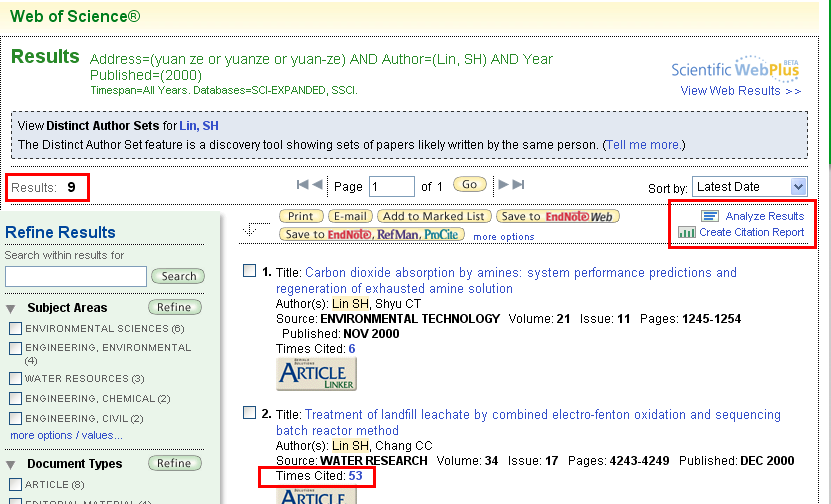 Web of Science®
Results Address=(yuan ze or yuanze or yuan-ze) AND Author=(Lin, SH) AND Year
Published=(2000)
Timespan=All Years. Databases=SCI-EXPANDED, SSCI.
Scientific WebPlus BETA
View Web Results >>
View Distinct Author Sets for Lin, SH
The Distinct Author Set feature is a discovery tool showing sets of papers likely written by the same person. (Tell me more.)
Results: 9
Page 1 of 1 Go
Sort by: Latest Date
Print E-mail Add to Marked List Save to EndNote Web
Save to EndNote, RefMan, ProCite more options
Analyze Results
Create Citation Report
Refine Results
Search within results for
Search
Subject Areas Refine
ENVIRONMENTAL SCIENCES (6)
ENGINEERING, ENVIRONMENTAL
(4)
WATER RESOURCES (3)
ENGINEERING, CHEMICAL (2)
ENGINEERING, CIVIL (2)
more options / values...
Document Types Refine
ARTICLE (8)
EDITORIAL MATERIAL (1)
1. Title: Carbon dioxide absorption by amines: system performance predictions and
regeneration of exhausted amine solution
Author(s): Lin SH, Shyu CT
Source: ENVIRONMENTAL TECHNOLOGY Volume: 21 Issue: 11 Pages: 1245-1254
Published: NOV 2000
Times Cited: 6
ARTICLE LINKER
2. Title: Treatment of landfill leachate by combined electro-fenton oxidation and sequencing
batch reactor method
Author(s): Lin SH, Chang CC
Source: WATER RESEARCH Volume: 34 Issue: 17 Pages: 4243-4249 Published: DEC 2000
Times Cited: 53
ARTICLE